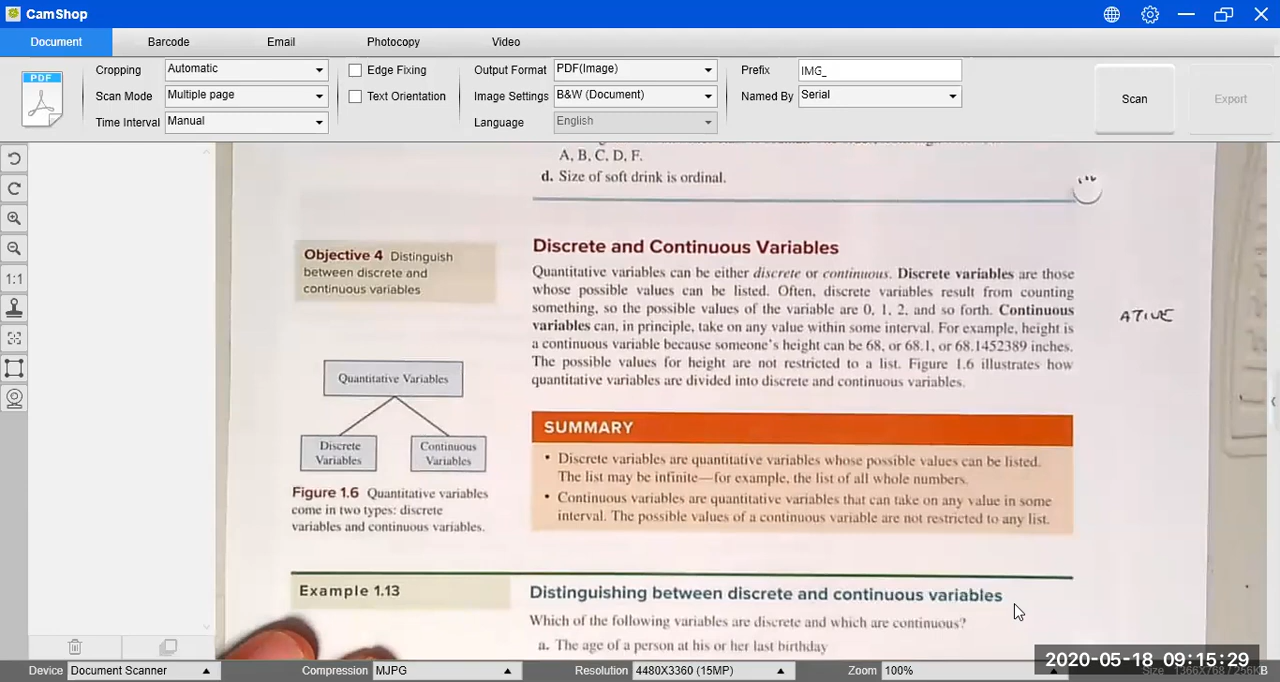 CamShop
Document
Barcode
Email
Photocopy
Video
PDF
Cropping
Automatic
Edge Fixing
Output Format
PDF(Image)
Prefix
IMG_
Scan
Export
Scan Mode
Multiple page
Text Orientation
Image Settings
B&W (Document)
Named By
Serial
Time Interval
Manual
Language
English
1:1
A, B, C, D, F.
d. Size of soft drink is ordinal.
Objective 4 Distinguish
between discrete and
continuous variables
Discrete and Continuous Variables
Quantitative variables can be either discrete or continuous. Discrete variables are those
whose possible values can be listed. Often, discrete variables result from counting
something, so the possible values of the variable are 0, 1, 2, and so forth. Continuous
variables can, in principle, take on any value within some interval. For example, height is
a continuous variable because someone's height can be 68, or 68.1, or 68.1452389 inches.
The possible values for height are not restricted to a list. Figure 1.6 illustrates how
quantitative variables are divided into discrete and continuous variables.
ATIVE
Quantitative Variables
Discrete
Variables
Continuous
Variables
Figure 1.6 Quantitative variables
come in two types: discrete
variables and continuous variables.
SUMMARY
• Discrete variables are quantitative variables whose possible values can be listed.
The list may be infinite—for example, the list of all whole numbers.
• Continuous variables are quantitative variables that can take on any value in some
interval. The possible values of a continuous variable are not restricted to any list.
Example 1.13
Distinguishing between discrete and continuous variables
Which of the following variables are discrete and which are continuous?
a. The age of a person at his or her last birthday
2020-05-18 09:15:29
Device
Document Scanner
Compression
MJPG
Resolution
4480X3360 (15MP)
Zoom
100%